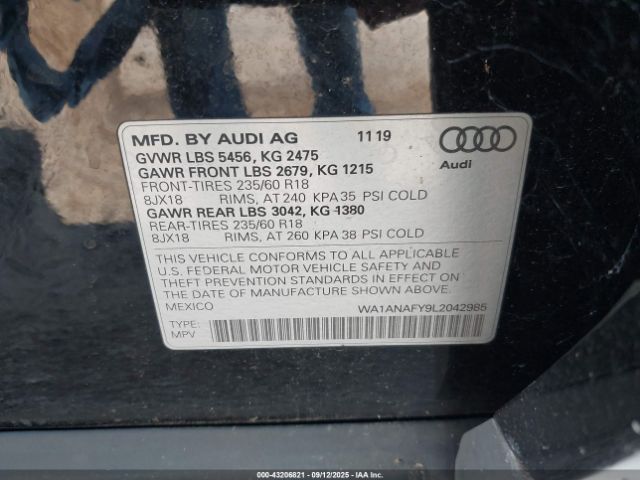 MFD. BY AUDI AG 11 19
GVWR LBS 5456, KG 2475
GAWR FRONT LBS 2679, KG 1215
FRONT-TIRES 235/60 R18
8JX18 RIMS, AT 240 KPA 35 PSI COLD
GAWR REAR LBS 3042, KG 1380
REAR-TIRES 235/60 R18
8JX18 RIMS, AT 260 KPA 38 PSI COLD
Audi
THIS VEHICLE CONFORMS TO ALL APPLICABLE
U.S. FEDERAL MOTOR VEHICLE SAFETY AND
THEFT PREVENTION STANDARDS IN EFFECT ON
THE DATE OF MANUFACTURE SHOWN ABOVE.
MEXICO
WA1ANAFY9L2042985
TYPE:
MPV
000-43206821 - 09/12/2025 - WWW.IAAI.COM